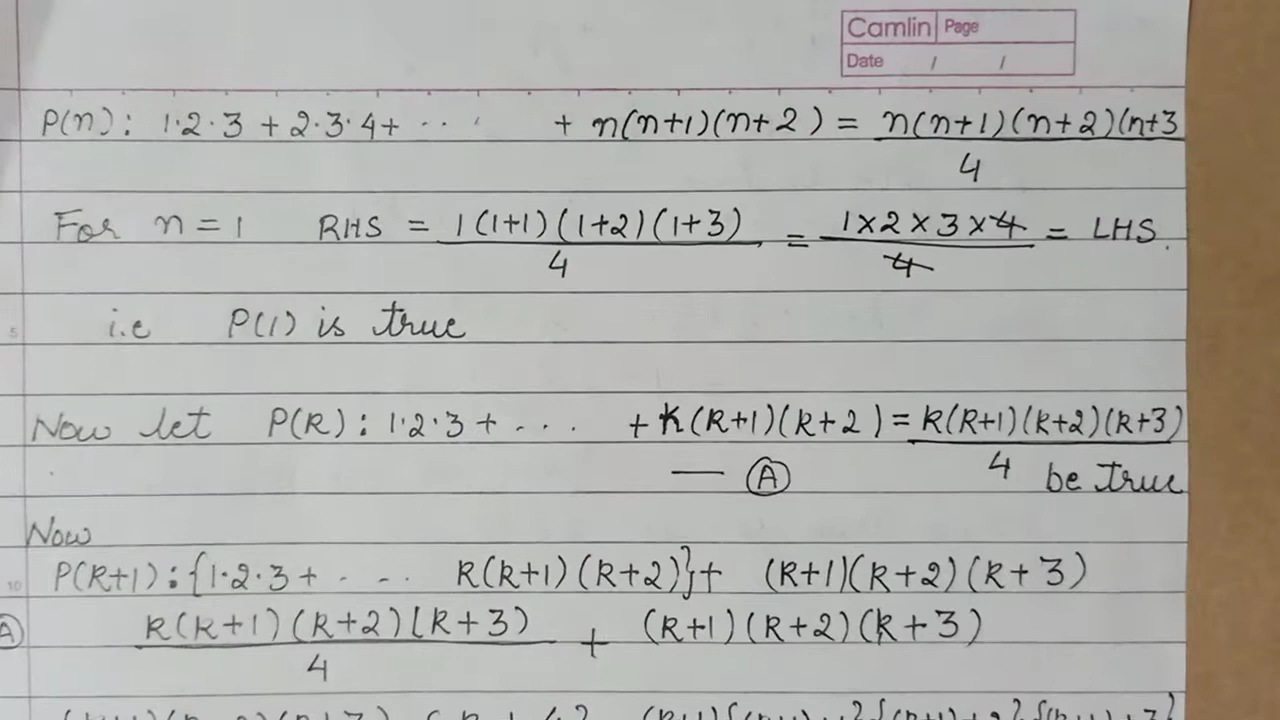 Camlin Page
Date / /
P(n): 1·2·3 + 2·3·4+ ··· + n(n+1)(n+2) = n(n+1)(n+2)(n+3
4
For n = 1 RHS = 1(1+1)(1+2)(1+3) = 1×2×3×4 = LHS.
4 4
5 i.e P(1) is true
Now let P(k): 1·2·3 + ··· + k(k+1)(k+2) = k(k+1)(k+2)(k+3)
— Ⓐ 4 be true
Now
10 P(k+1): {1·2·3 + ··· k(k+1)(k+2)} + (k+1)(k+2)(k+3)
Ⓐ k(k+1)(k+2)(k+3) + (k+1)(k+2)(k+3)
4